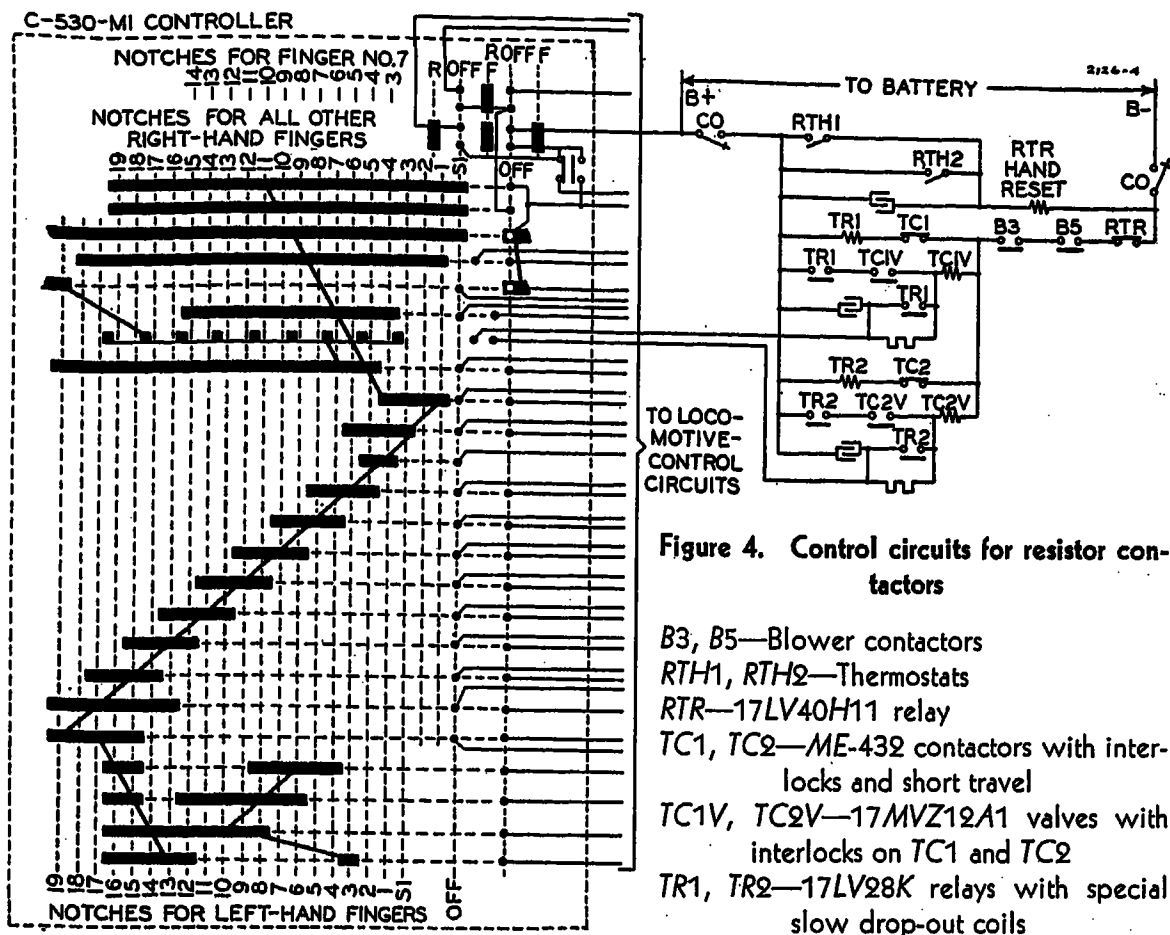 C-530-M1 CONTROLLER
NOTCHES FOR FINGER NO.7
14 13 12 11 10 9 8 7 6 5 4 3
NOTCHES FOR ALL OTHER
RIGHT-HAND FINGERS
19 18 17 16 15 14 13 12 11 10 9 8 7 6 5 4 3 2 1 S1
R OFF F
R OFF F
OFF
2126-4
TO BATTERY
B+
B-
CO
RTH1
RTH2
RTR
HAND
RESET
CO
TR1
TC1
B3
B5
RTR
TR1
TC1V
TC1V
TR1
TR2
TC2
TR2
TC2V
TC2V
TR2
TO LOCO-
MOTIVE-
CONTROL
CIRCUITS
19 18 17 16 15 14 13 12 11 10 9 8 7 6 5 4 3 2 1 S1 OFF
NOTCHES FOR LEFT-HAND FINGERS
Figure 4. Control circuits for resistor con-
tactors
B3, B5—Blower contactors
RTH1, RTH2—Thermostats
RTR—17LV40H11 relay
TC1, TC2—ME-432 contactors with inter-
locks and short travel
TC1V, TC2V—17MVZ12A1 valves with
interlocks on TC1 and TC2
TR1, TR2—17LV28K relays with special
slow drop-out coils